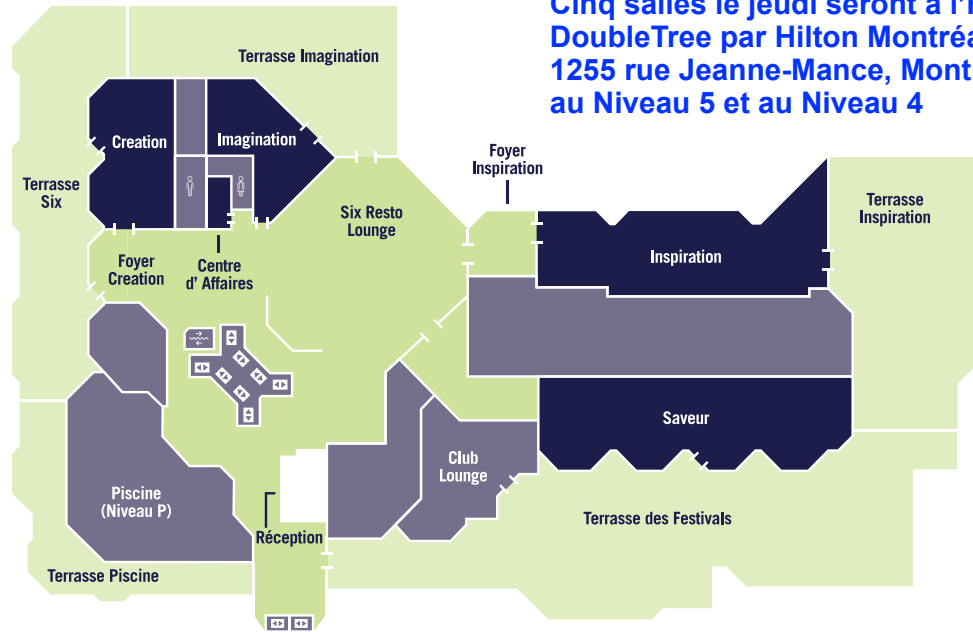 Cinq salles le jeudi seront à l'
DoubleTree par Hilton Montréa
1255 rue Jeanne-Mance, Mont
au Niveau 5 et au Niveau 4
Terrasse Imagination
Creation
Imagination
Foyer
Inspiration
Terrasse
Six
Terrasse
Inspiration
Six Resto
Lounge
Foyer
Creation
Centre
d' Affaires
Inspiration
Saveur
Club
Lounge
Piscine
(Niveau P)
Terrasse des Festivals
Réception
Terrasse Piscine